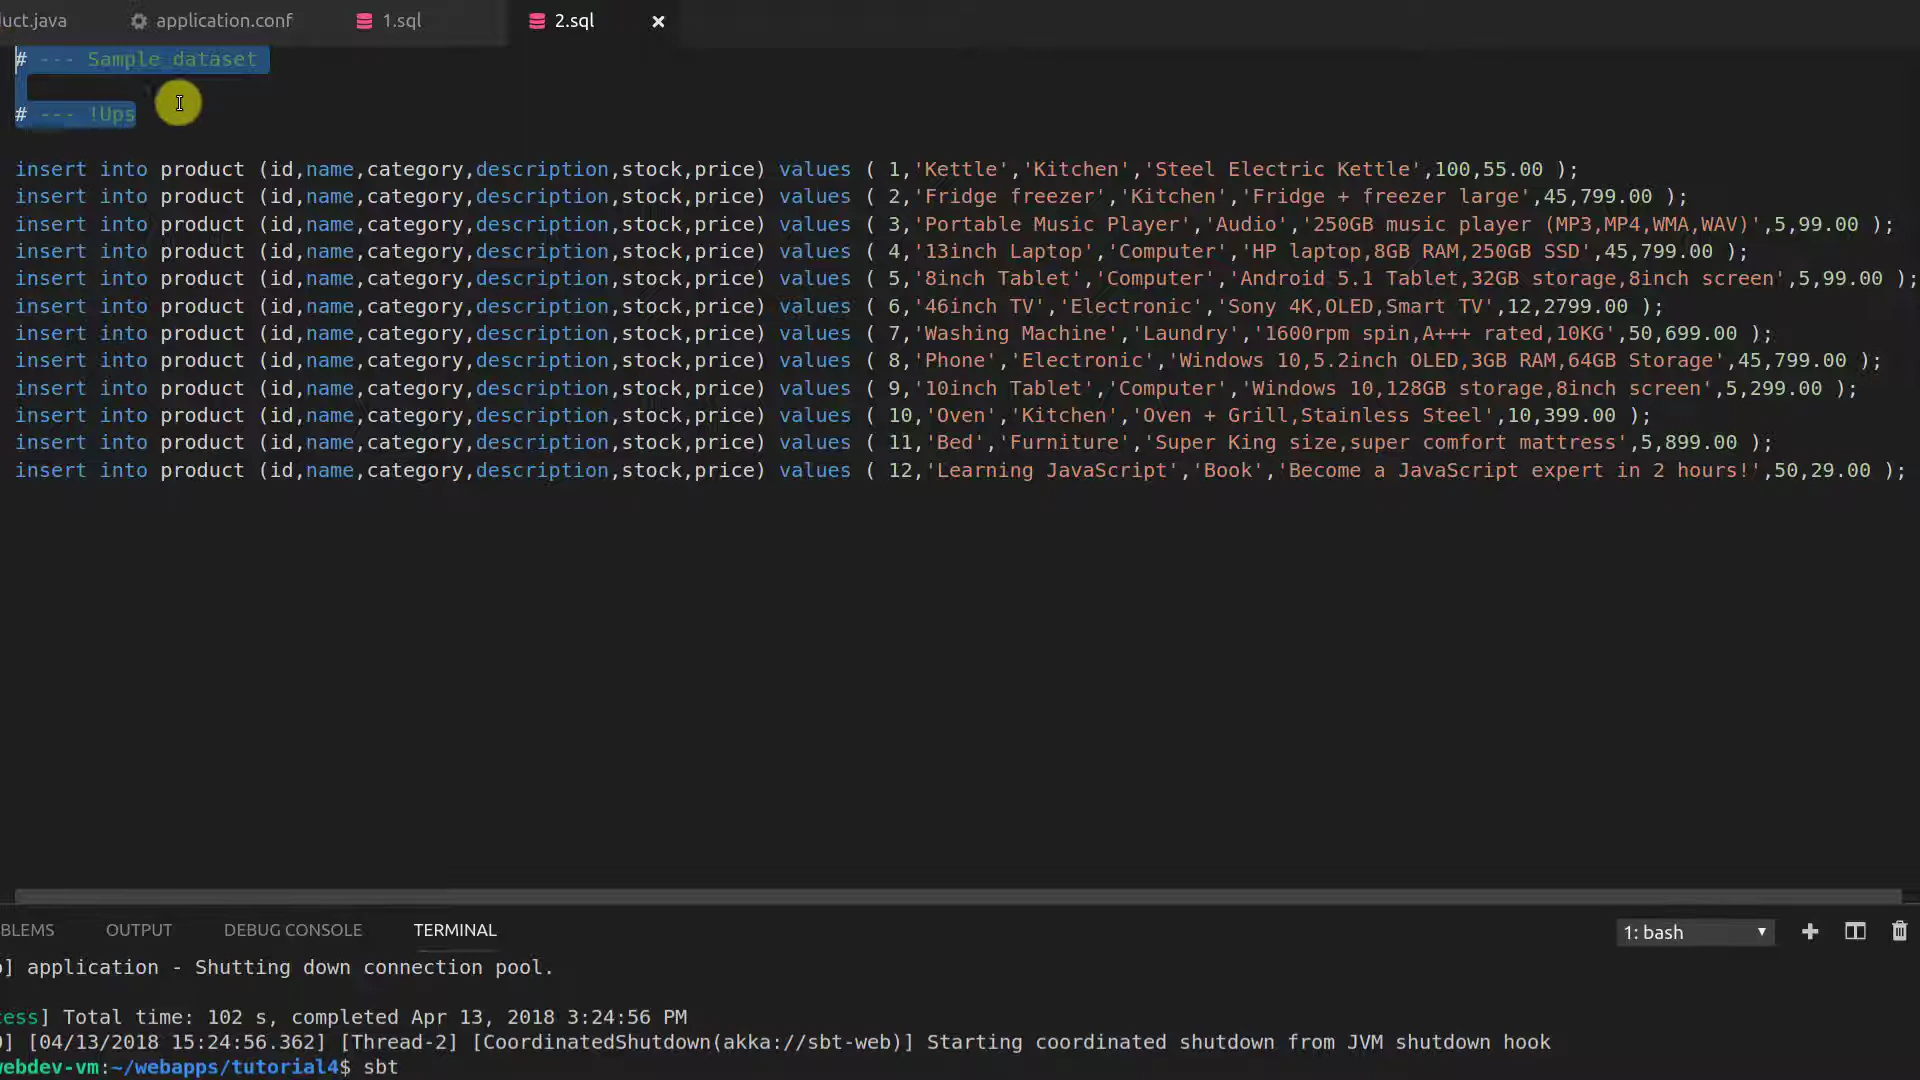 uct.java application.conf 1.sql 2.sql
# --- Sample dataset
# --- !Ups
insert into product (id,name,category,description,stock,price) values ( 1,'Kettle','Kitchen','Steel Electric Kettle',100,55.00 );
insert into product (id,name,category,description,stock,price) values ( 2,'Fridge freezer','Kitchen','Fridge + freezer large',45,799.00 );
insert into product (id,name,category,description,stock,price) values ( 3,'Portable Music Player','Audio','250GB music player (MP3,MP4,WMA,WAV)',5,99.00 );
insert into product (id,name,category,description,stock,price) values ( 4,'13inch Laptop','Computer','HP laptop,8GB RAM,250GB SSD',45,799.00 );
insert into product (id,name,category,description,stock,price) values ( 5,'8inch Tablet','Computer','Android 5.1 Tablet,32GB storage,8inch screen',5,99.00 );
insert into product (id,name,category,description,stock,price) values ( 6,'46inch TV','Electronic','Sony 4K,OLED,Smart TV',12,2799.00 );
insert into product (id,name,category,description,stock,price) values ( 7,'Washing Machine','Laundry','1600rpm spin,A+++ rated,10KG',50,699.00 );
insert into product (id,name,category,description,stock,price) values ( 8,'Phone','Electronic','Windows 10,5.2inch OLED,3GB RAM,64GB Storage',45,799.00 );
insert into product (id,name,category,description,stock,price) values ( 9,'10inch Tablet','Computer','Windows 10,128GB storage,8inch screen',5,299.00 );
insert into product (id,name,category,description,stock,price) values ( 10,'Oven','Kitchen','Oven + Grill,Stainless Steel',10,399.00 );
insert into product (id,name,category,description,stock,price) values ( 11,'Bed','Furniture','Super King size,super comfort mattress',5,899.00 );
insert into product (id,name,category,description,stock,price) values ( 12,'Learning JavaScript','Book','Become a JavaScript expert in 2 hours!',50,29.00 );
BLEMS OUTPUT DEBUG CONSOLE TERMINAL 1: bash
] application - Shutting down connection pool.
ess] Total time: 102 s, completed Apr 13, 2018 3:24:56 PM
] [04/13/2018 15:24:56.362] [Thread-2] [CoordinatedShutdown(akka://sbt-web)] Starting coordinated shutdown from JVM shutdown hook
webdev-vm:~/webapps/tutorial4$ sbt